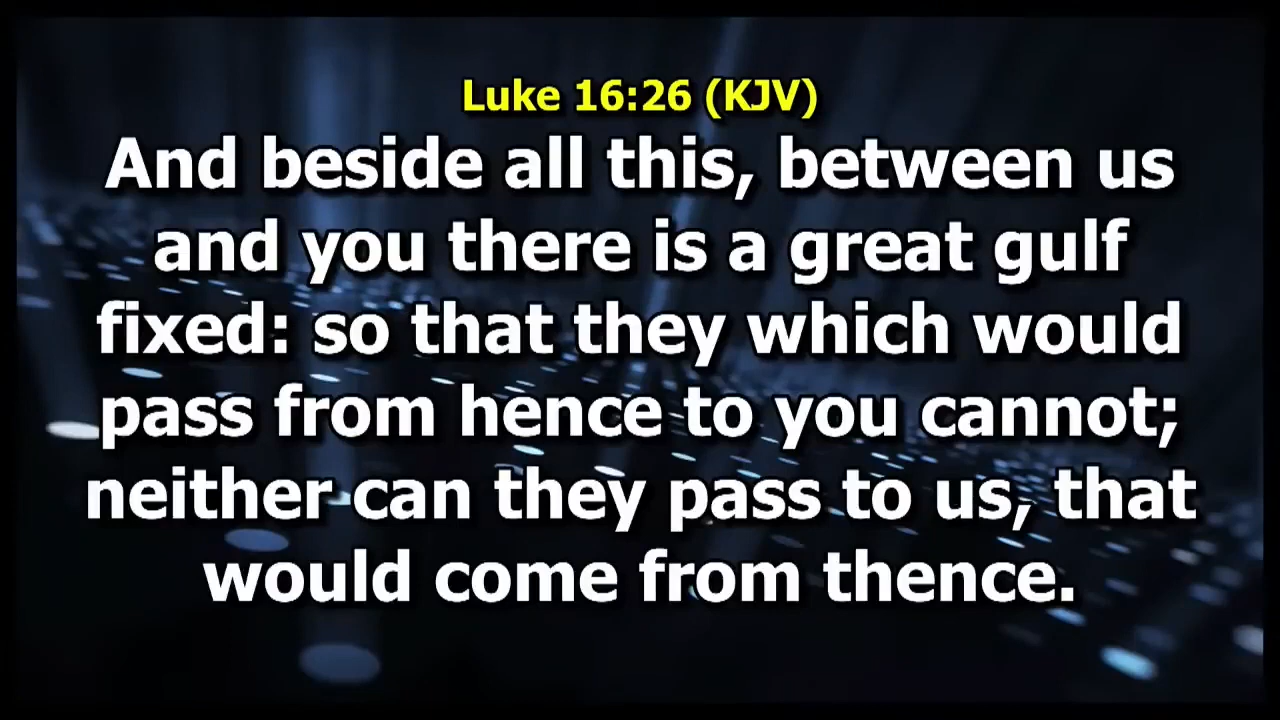 Luke 16:26 (KJV)
And beside all this, between us
and you there is a great gulf
fixed: so that they which would
pass from hence to you cannot;
neither can they pass to us, that
would come from thence.